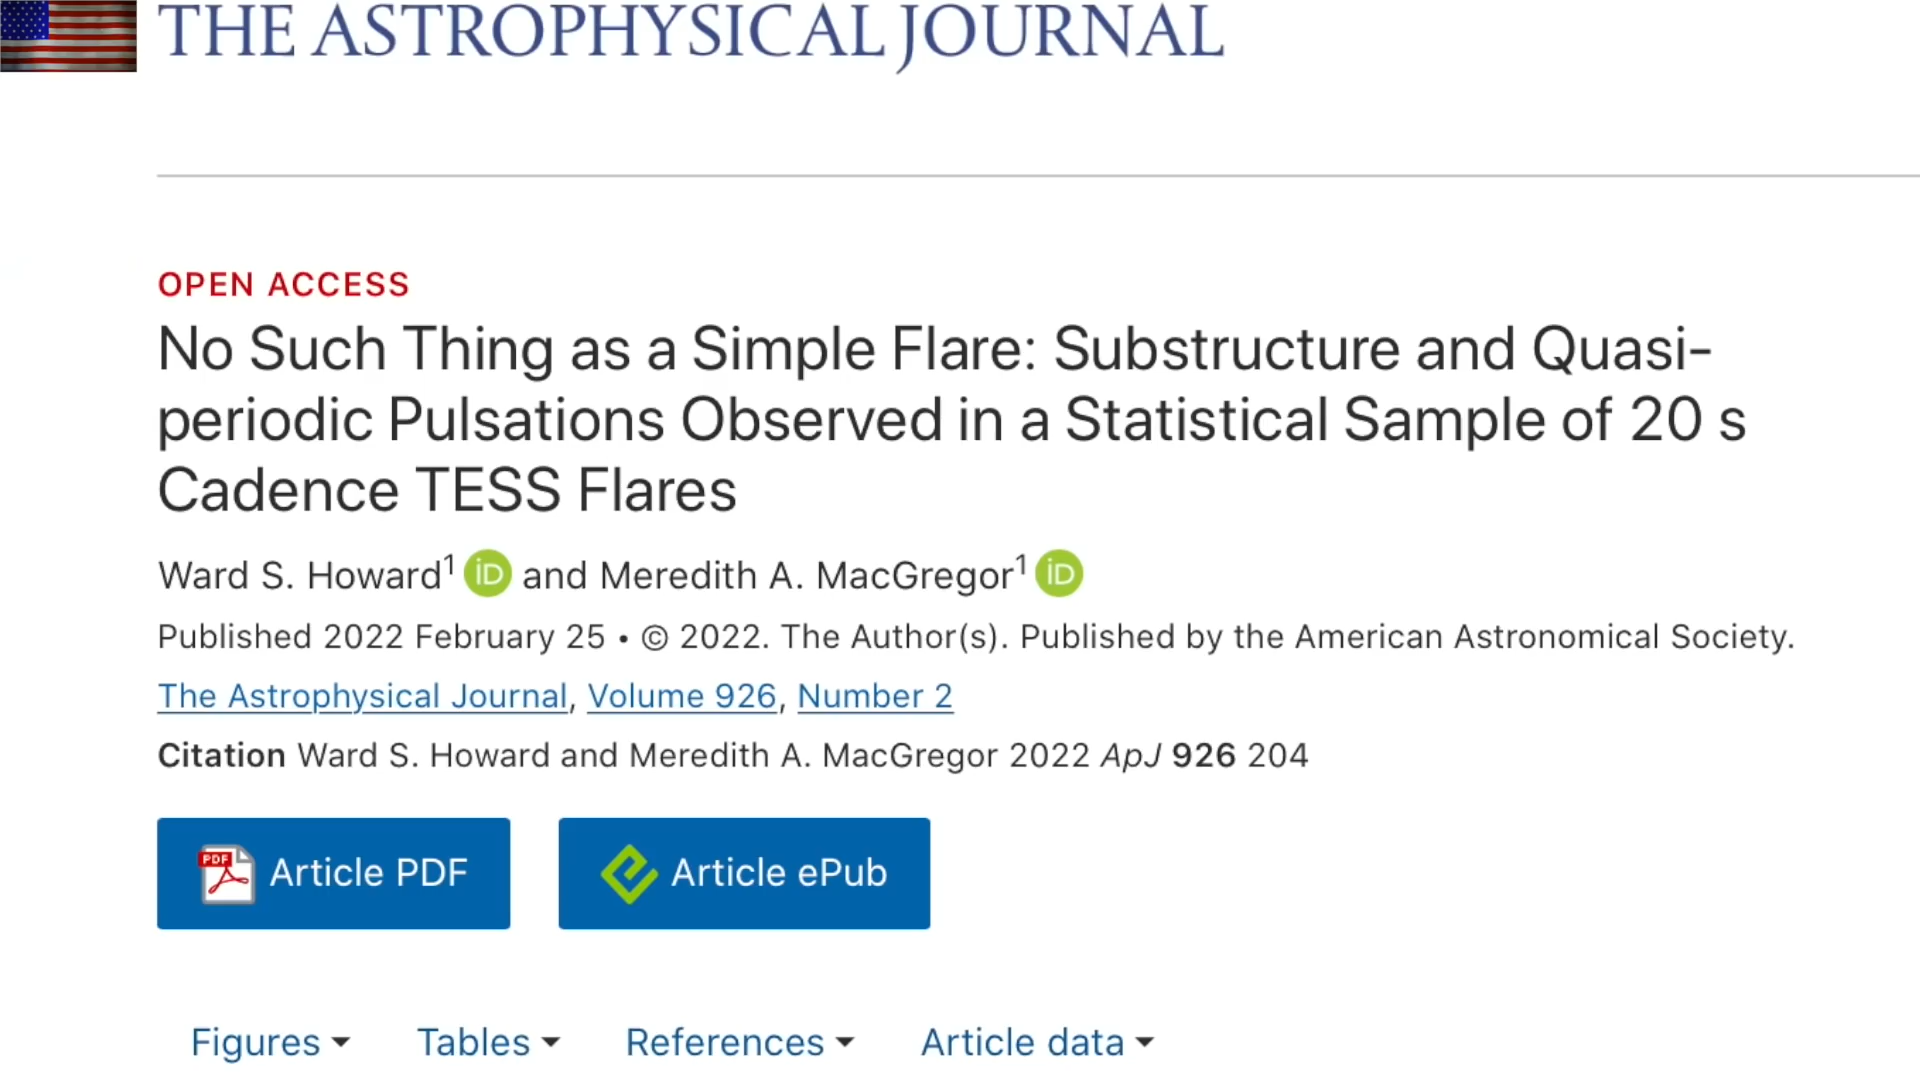 THE ASTROPHYSICAL JOURNAL
OPEN ACCESS
No Such Thing as a Simple Flare: Substructure and Quasi-
periodic Pulsations Observed in a Statistical Sample of 20 s
Cadence TESS Flares
Ward S. Howard1 iD and Meredith A. MacGregor1 iD
Published 2022 February 25 • © 2022. The Author(s). Published by the American Astronomical Society.
The Astrophysical Journal, Volume 926, Number 2
Citation Ward S. Howard and Meredith A. MacGregor 2022 ApJ 926 204
PDF Article PDF Article ePub
Figures Tables References Article data